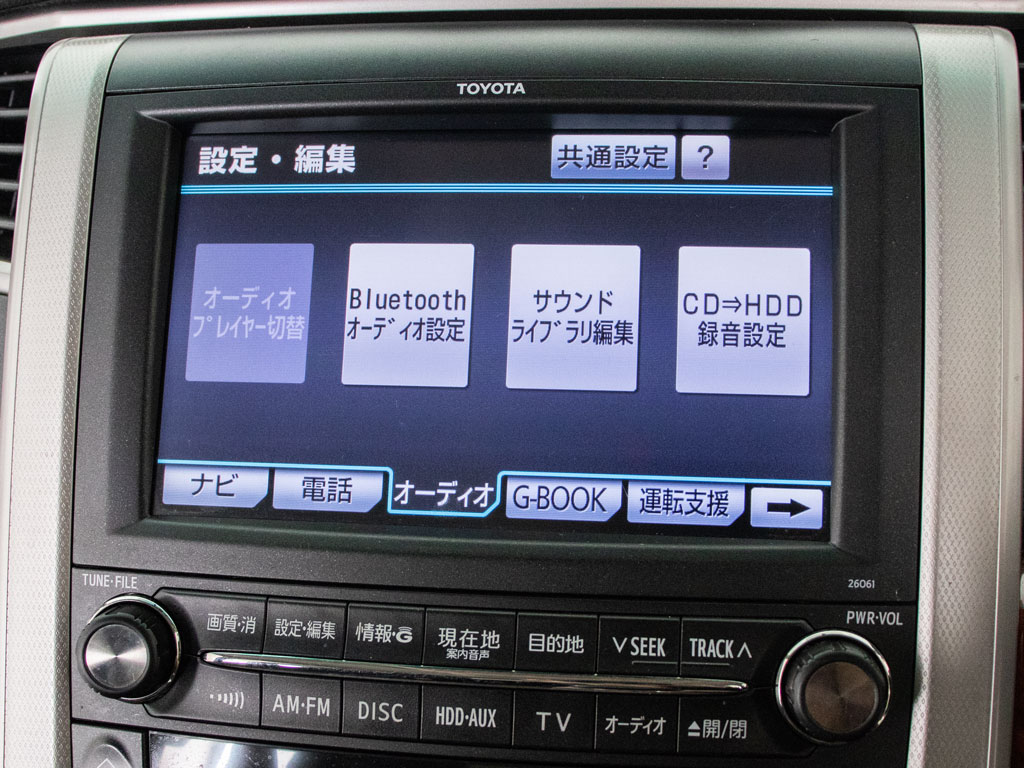 TOYOTA
設定・編集
共通設定
?
オーディオ
プレイヤー切替
Bluetooth
オーディオ設定
サウンド
ライブラリ編集
CD⇒HDD
録音設定
ナビ
電話
オーディオ
G-BOOK
運転支援
TUNE・FILE
26061
PWR・VOL
画質・消
設定・編集
情報・G
現在地
案内音声
目的地
∨SEEK
TRACK∧
AM・FM
DISC
HDD・AUX
TV
オーディオ
⏏開/閉